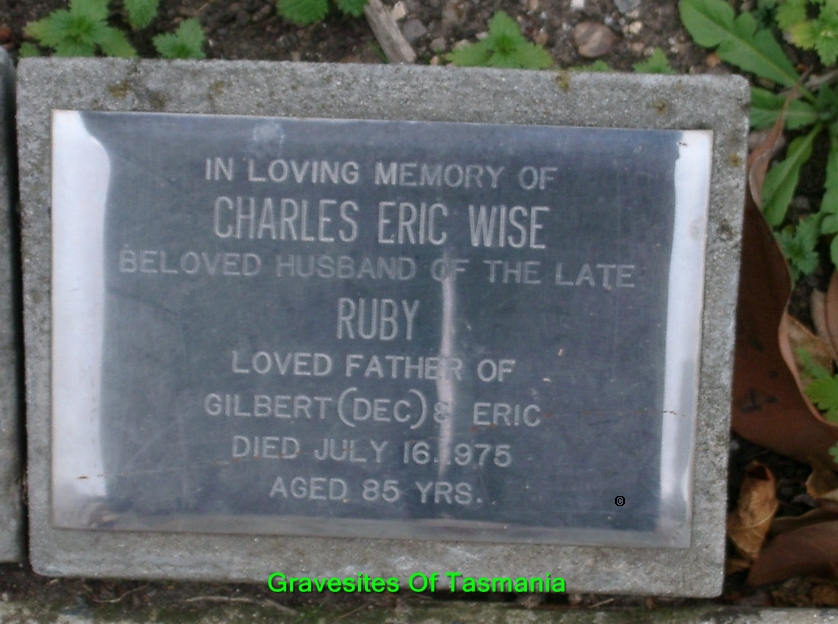 IN LOVING MEMORY OF
CHARLES ERIC WISE
BELOVED HUSBAND OF THE LATE
RUBY
LOVED FATHER OF
GILBERT (DEC) & ERIC
DIED JULY 16.1975
AGED 85 YRS.
©
Gravesites Of Tasmania